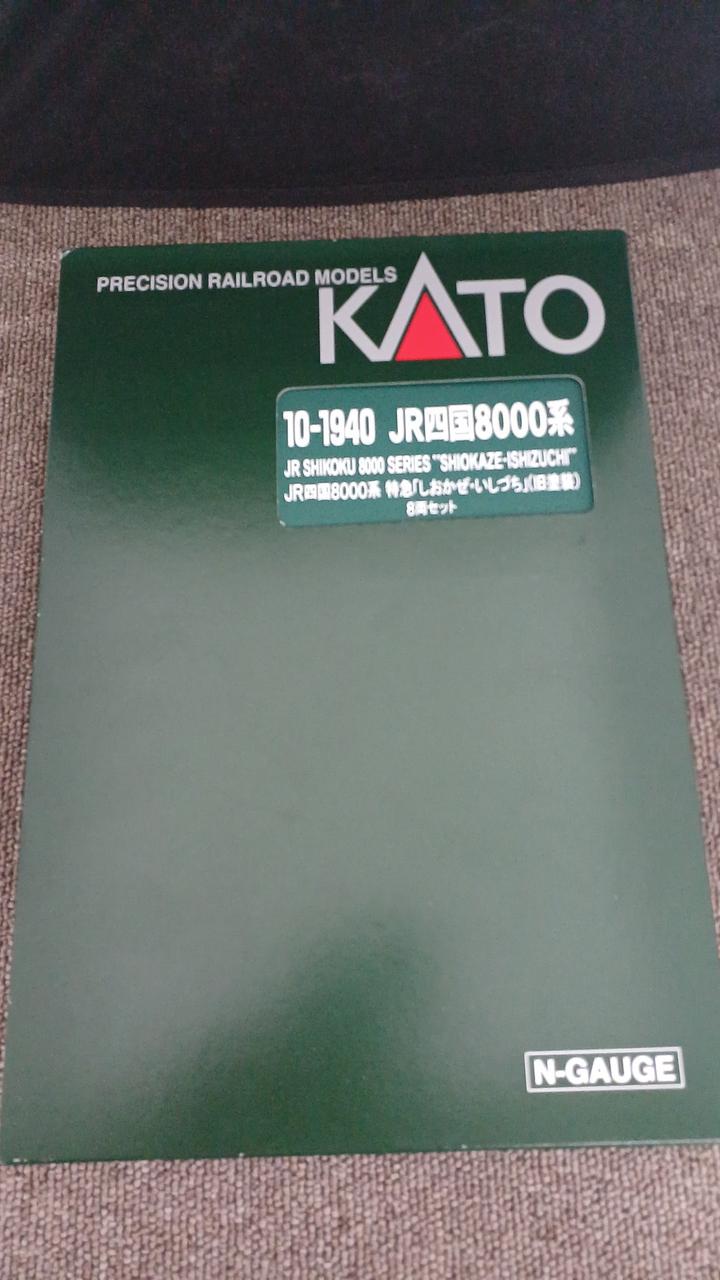 PRECISION RAILROAD MODELS
KATO
10-1940 JR四国8000系
JR SHIKOKU 8000 SERIES "SHIOKAZE・ISHIZUCHI"
JR四国8000系 特急「しおかぜ・いしづち」(旧塗装)
8両セット
N-GAUGE